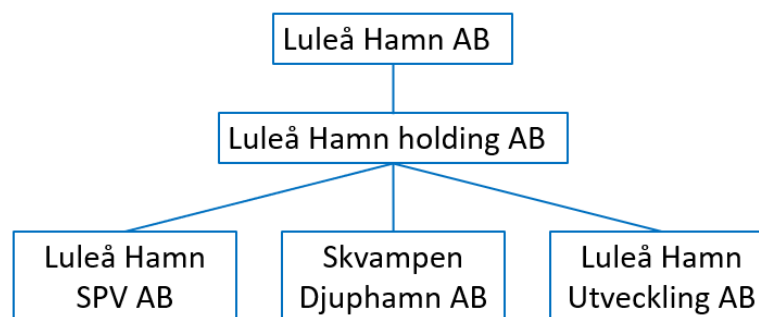 Luleå Hamn AB
Luleå Hamn holding AB
Luleå Hamn
SPV AB
Skvampen
Djuphamn AB
Luleå Hamn
Utveckling AB